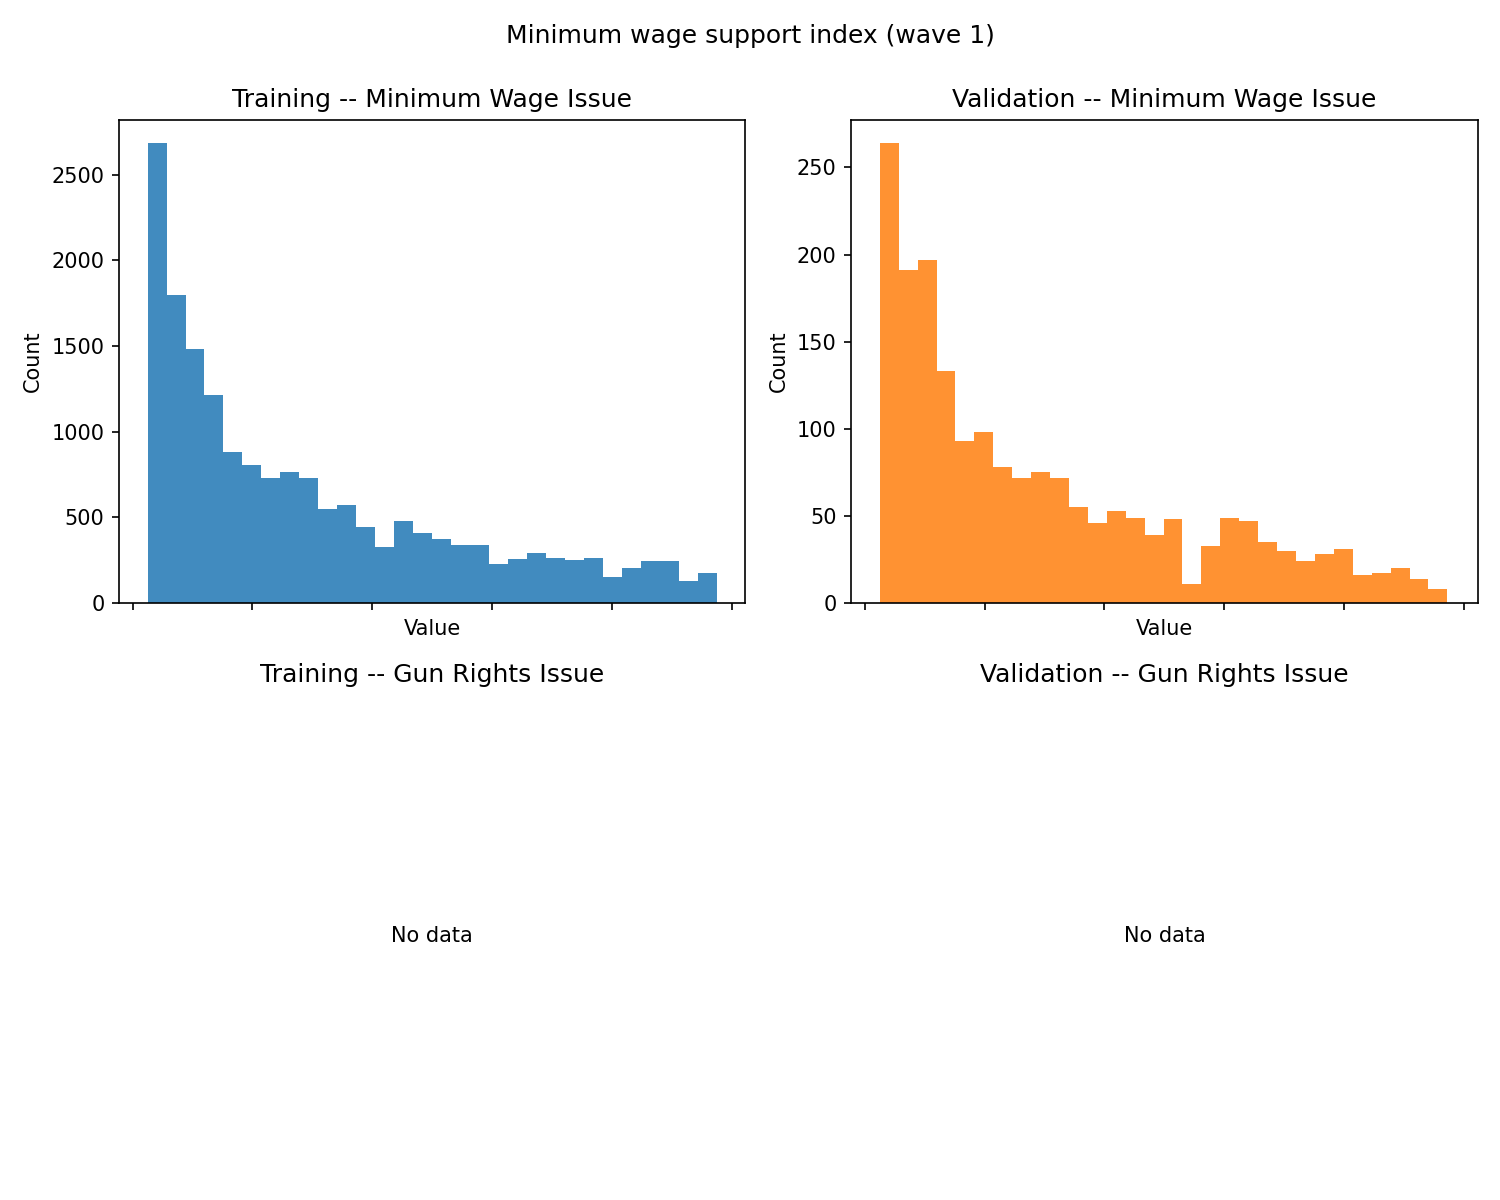 Minimum wage support index (wave 1)
Training -- Minimum Wage Issue
2500
2000
1500
1000
500
0
Count
Value
Validation -- Minimum Wage Issue
250
200
150
100
50
0
Count
Value
Training -- Gun Rights Issue
No data
Validation -- Gun Rights Issue
No data